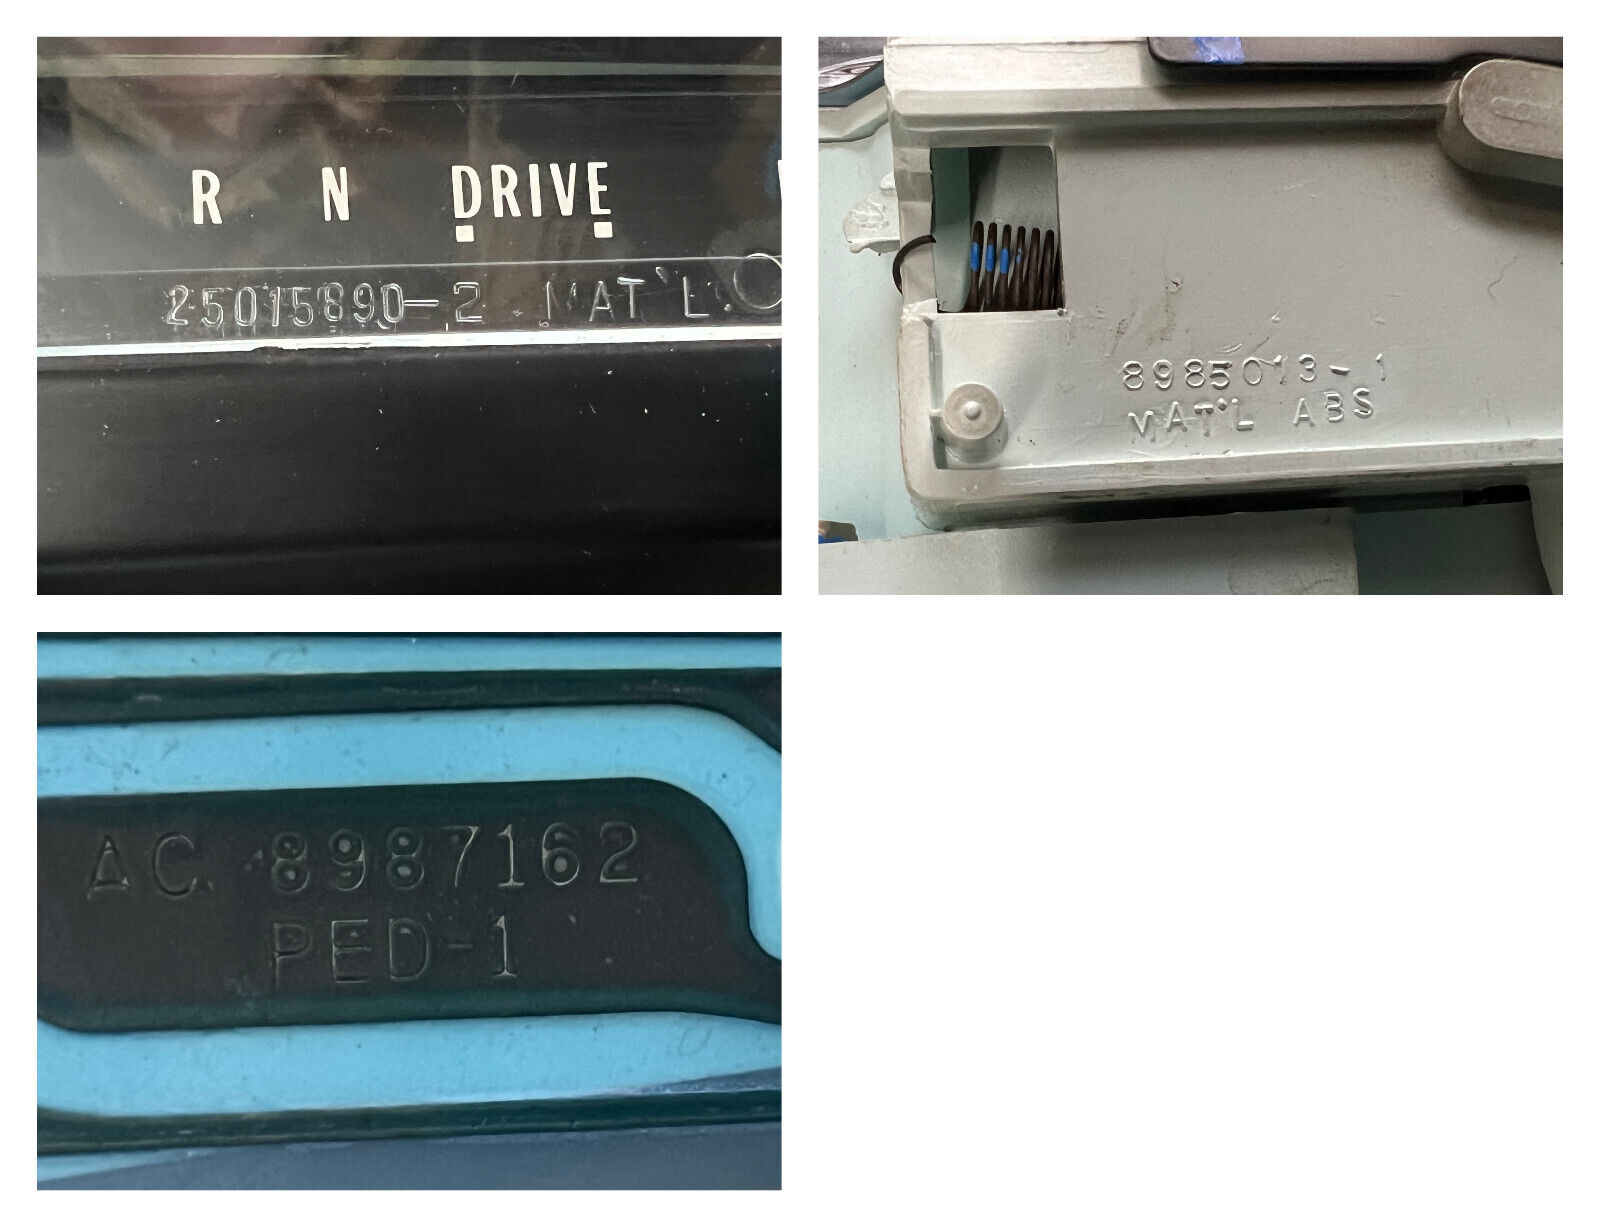 R N DRIVE
25015890-2 MAT'L
8985013-1
MAT'L ABS
AC 8987162
PED-1